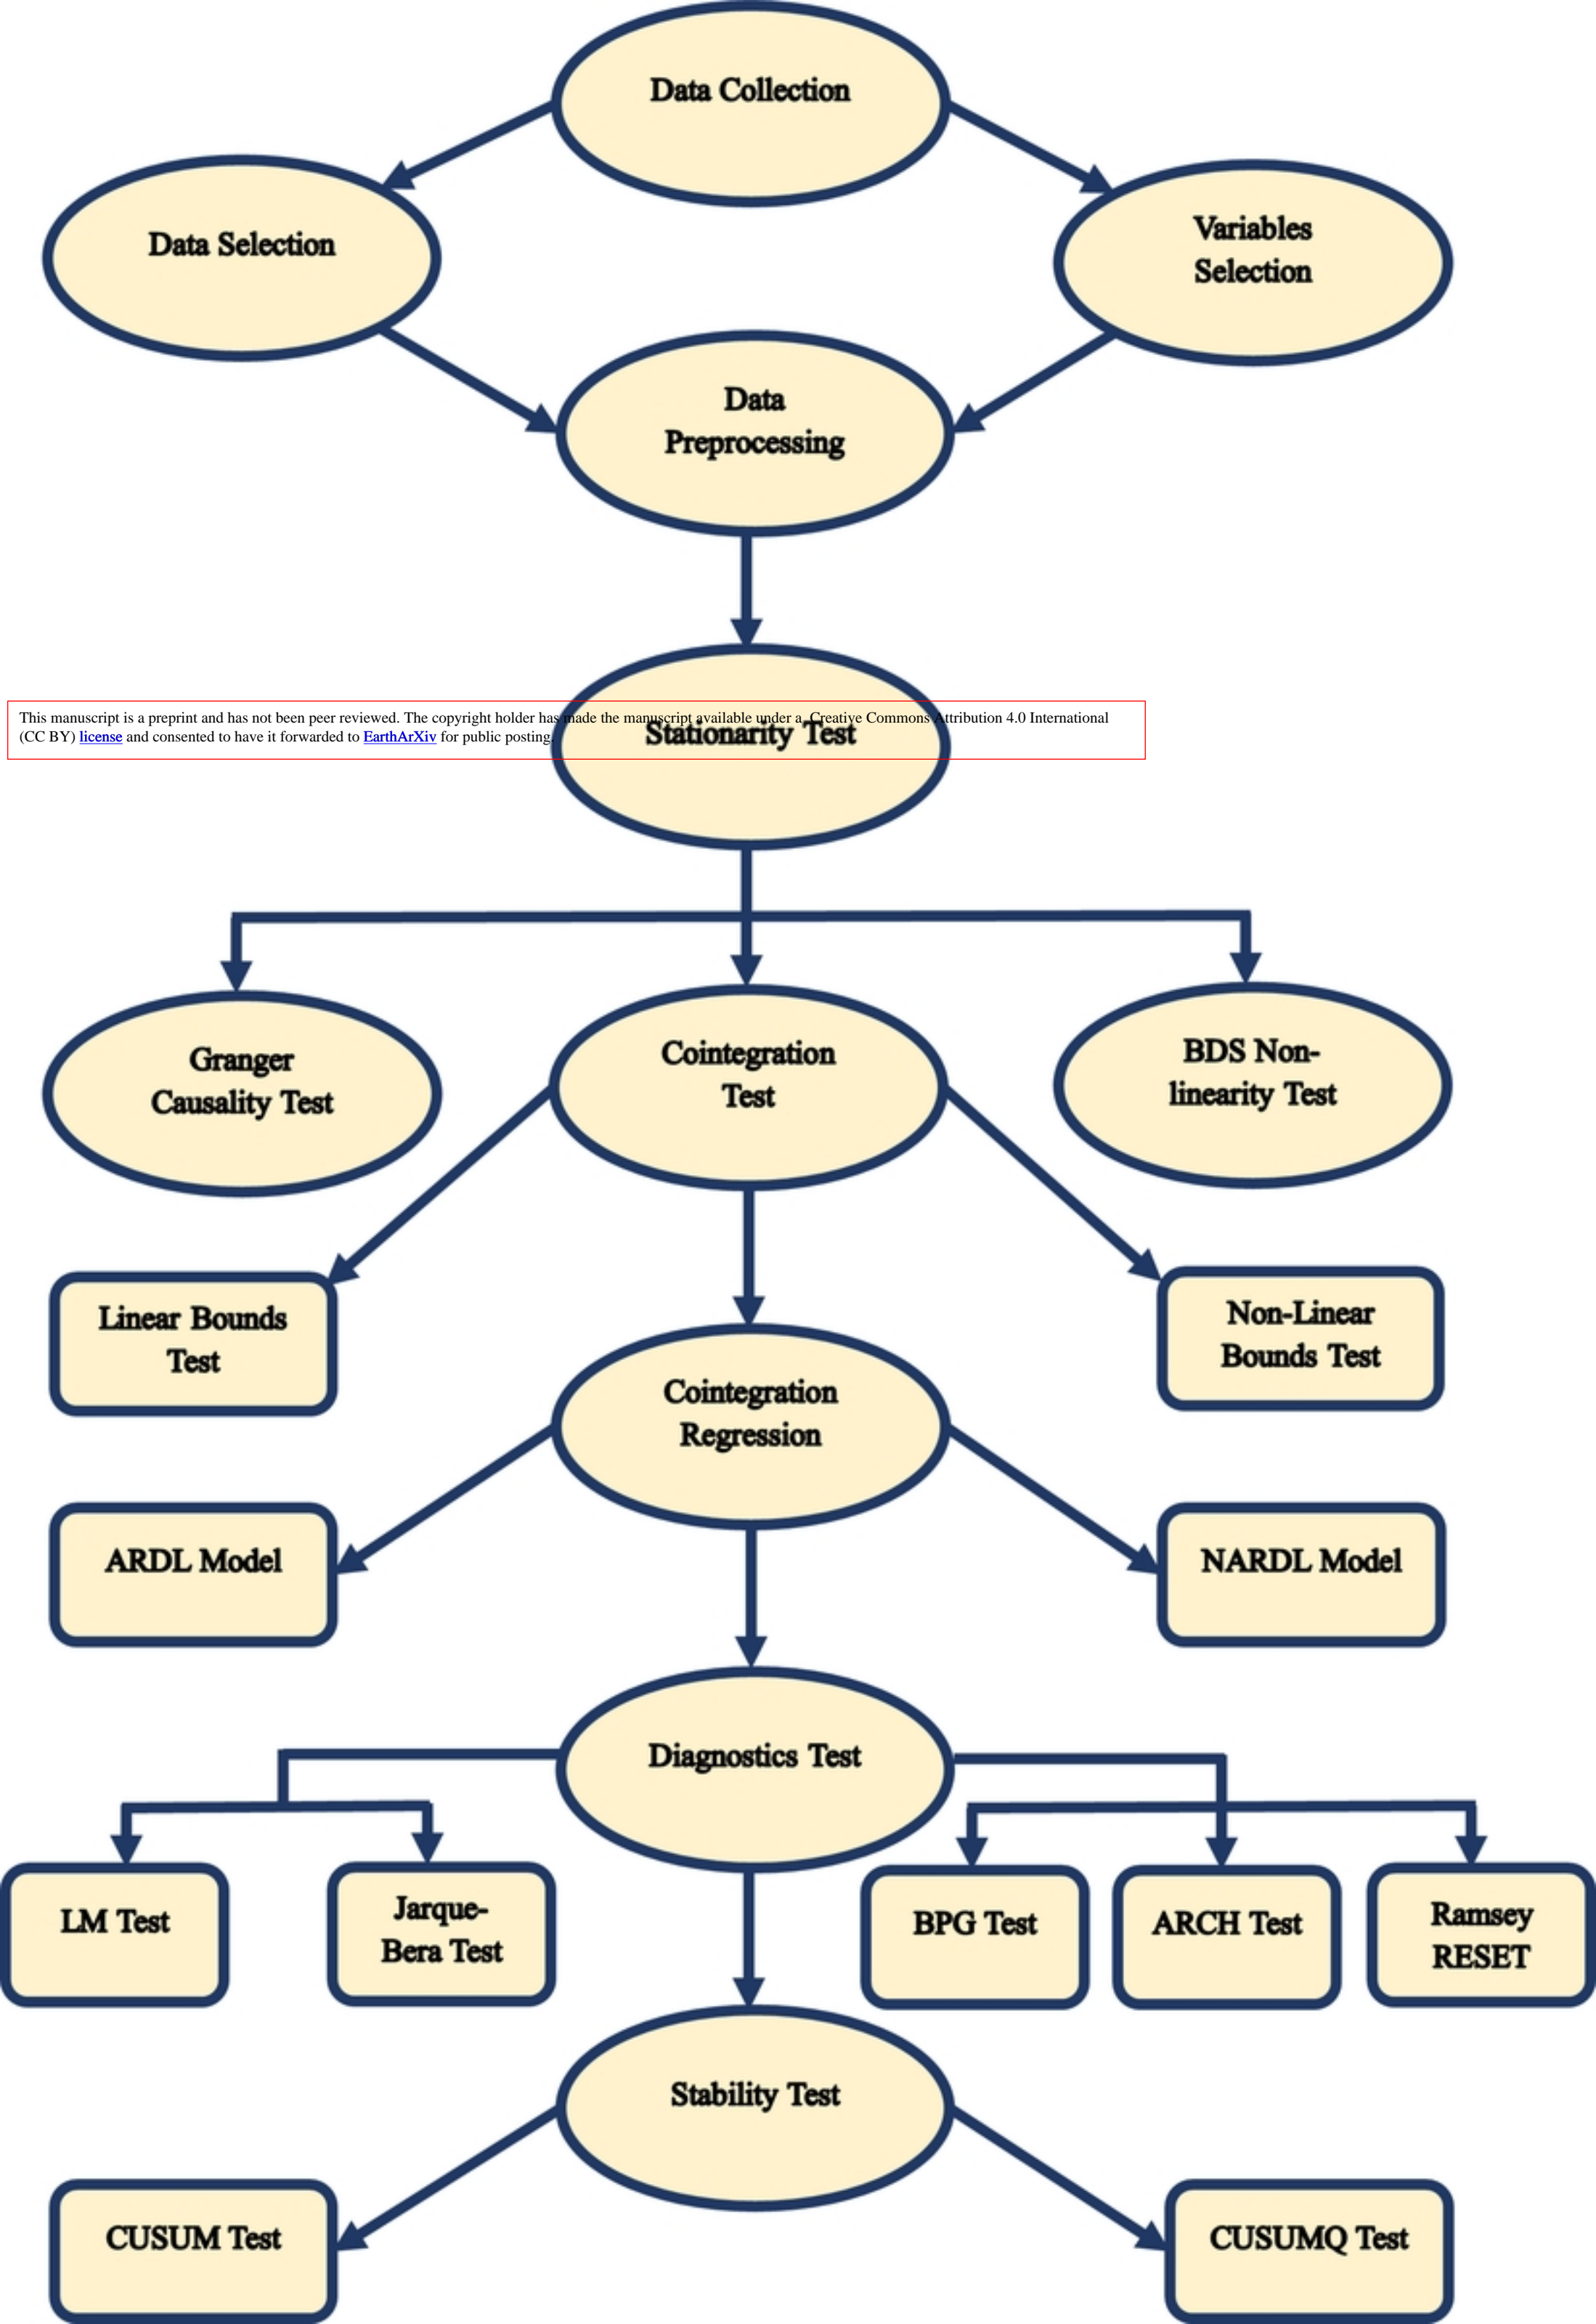 Data Collection
Data Selection
Variables
Selection
Data
Preprocessing
This manuscript is a preprint and has not been peer reviewed. The copyright holder has made the manuscript available under a Creative Commons Attribution 4.0 International
(CC BY) license and consented to have it forwarded to EarthArXiv for public posting.
Stationarity Test
Granger
Causality Test
Cointegration
Test
BDS Non-
linearity Test
Linear Bounds
Test
Non-Linear
Bounds Test
Cointegration
Regression
ARDL Model
NARDL Model
Diagnostics Test
LM Test
Jarque-
Bera Test
BPG Test
ARCH Test
Ramsey
RESET
Stability Test
CUSUM Test
CUSUMQ Test